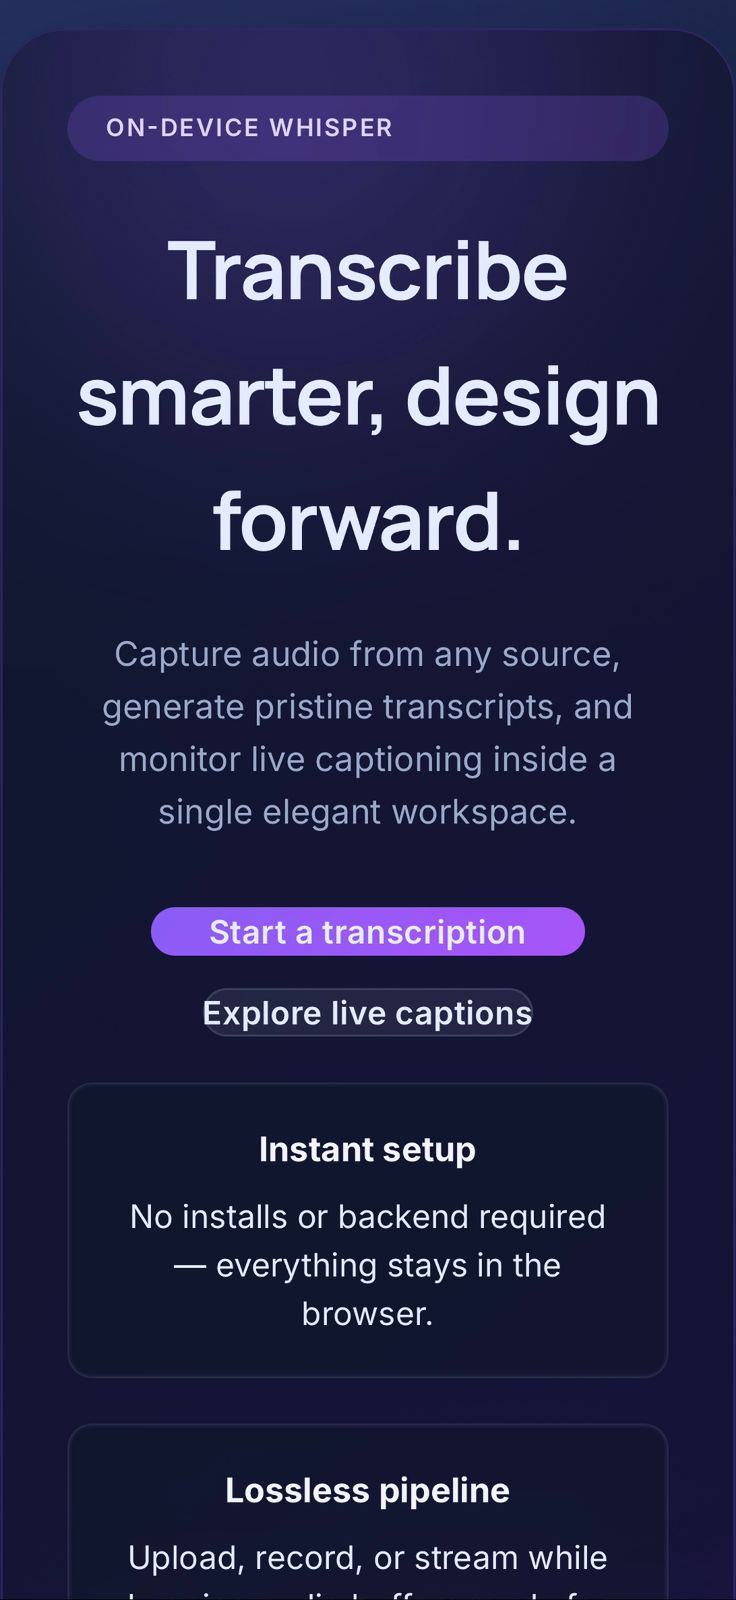 ON-DEVICE WHISPER
Transcribe
smarter, design
forward.
Capture audio from any source,
generate pristine transcripts, and
monitor live captioning inside a
single elegant workspace.
Start a transcription
Explore live captions
Instant setup
No installs or backend required
— everything stays in the
browser.
Lossless pipeline
Upload, record, or stream while